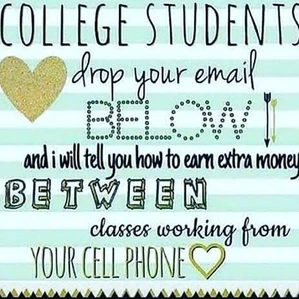 COLLEGE STUDENTS
drop your email
BELOW
and i will tell you how to earn extra money
BETWEEN
classes working from
YOUR CELL PHONE